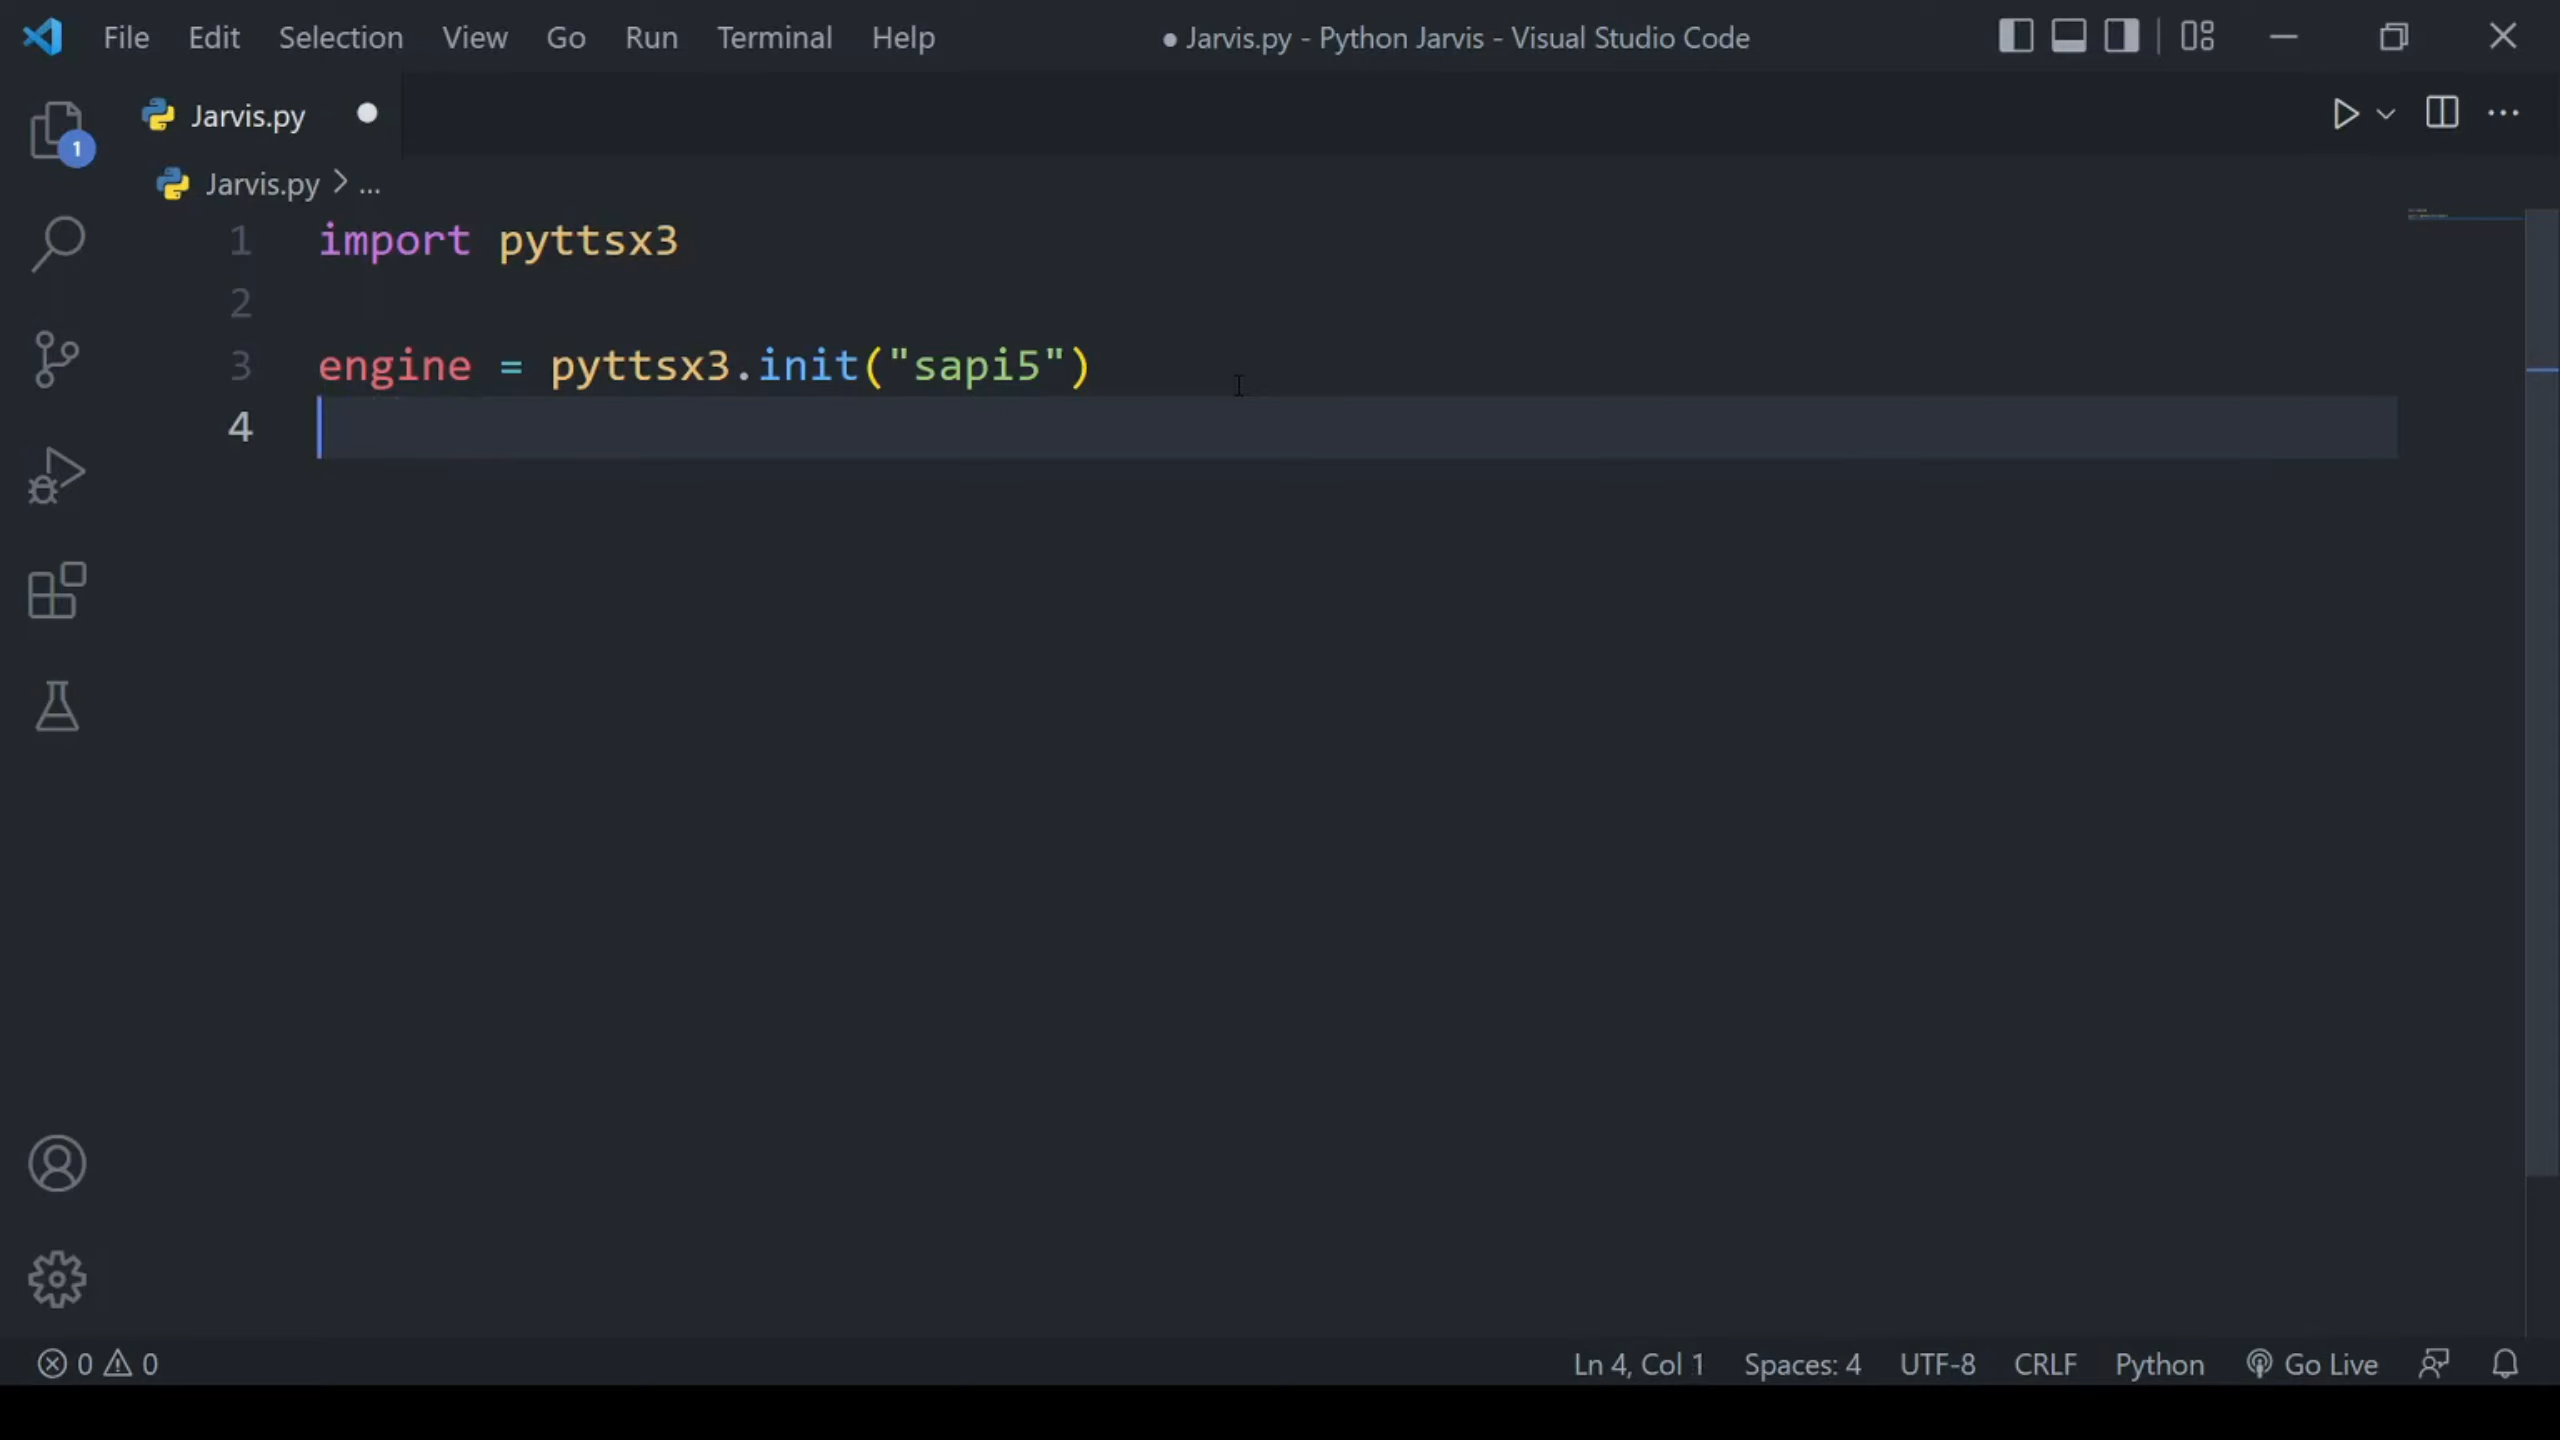 File Edit Selection View Go Run Terminal Help ● Jarvis.py - Python Jarvis - Visual Studio Code
Jarvis.py
1
Jarvis.py > ...
1 import pyttsx3
2
3 engine = pyttsx3.init("sapi5")
4
0 0 Ln 4, Col 1 Spaces: 4 UTF-8 CRLF Python Go Live